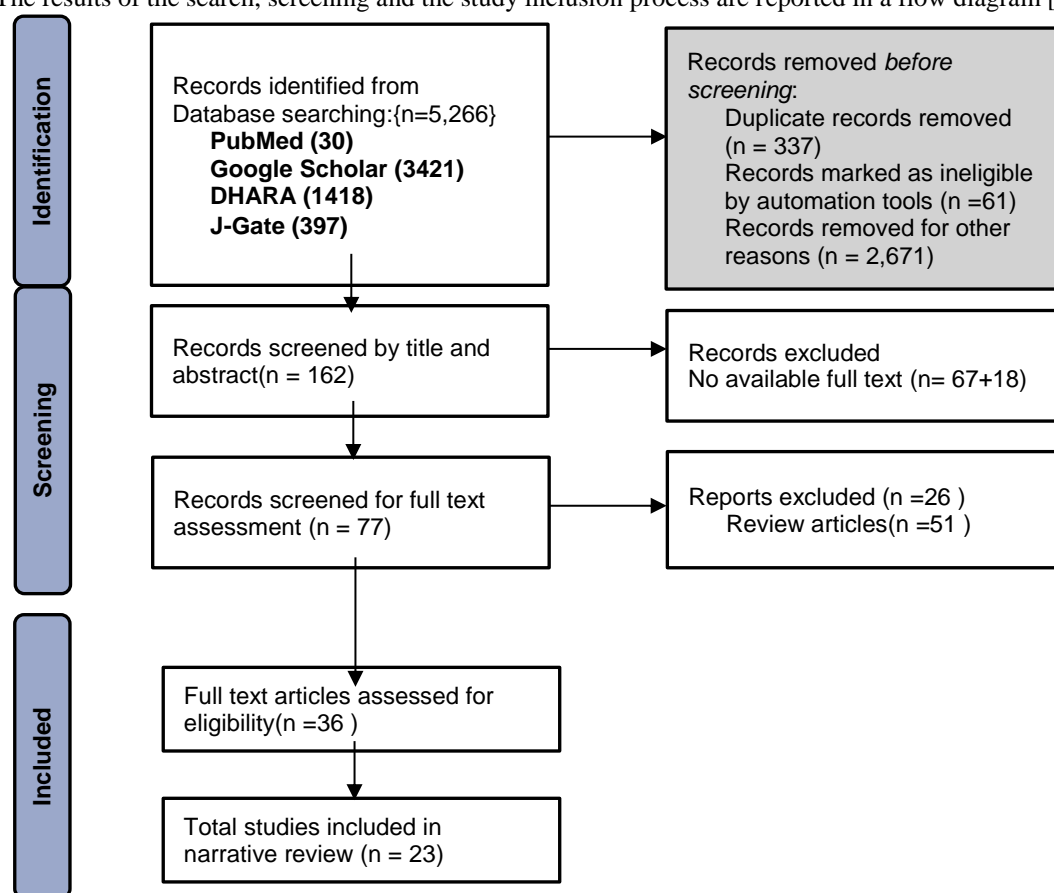 The results of the search, screening and the study inclusion process are reported in a flow diagram [
Identification
Records identified from
Database searching:{n=5,266}
PubMed (30)
Google Scholar (3421)
DHARA (1418)
J-Gate (397)
Records removed before
screening:
Duplicate records removed
(n = 337)
Records marked as ineligible
by automation tools (n =61)
Records removed for other
reasons (n = 2,671)
Screening
Records screened by title and
abstract(n = 162)
Records excluded
No available full text (n= 67+18)
Records screened for full text
assessment (n = 77)
Reports excluded (n =26 )
Review articles(n =51 )
Included
Full text articles assessed for
eligibility(n =36 )
Total studies included in
narrative review (n = 23)